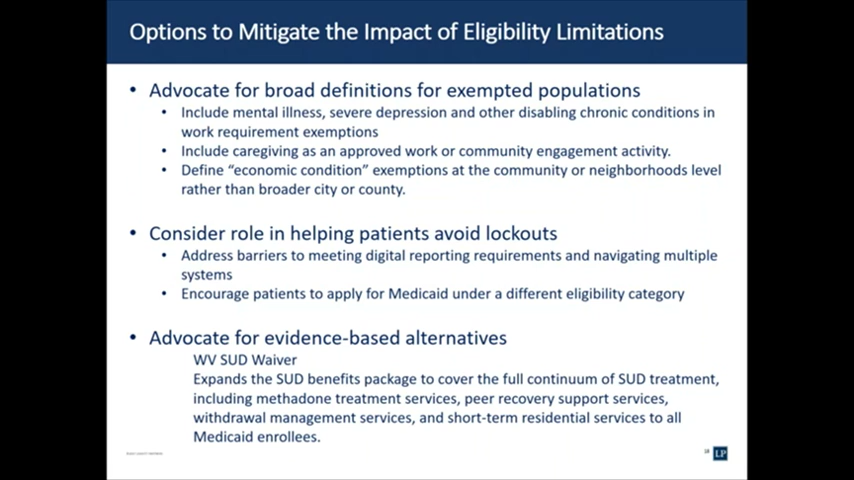 Options to Mitigate the Impact of Eligibility Limitations
• Advocate for broad definitions for exempted populations
• Include mental illness, severe depression and other disabling chronic conditions in
work requirement exemptions
• Include caregiving as an approved work or community engagement activity.
• Define “economic condition” exemptions at the community or neighborhoods level
rather than broader city or county.
• Consider role in helping patients avoid lockouts
• Address barriers to meeting digital reporting requirements and navigating multiple
systems
• Encourage patients to apply for Medicaid under a different eligibility category
• Advocate for evidence-based alternatives
WV SUD Waiver
Expands the SUD benefits package to cover the full continuum of SUD treatment,
including methadone treatment services, peer recovery support services,
withdrawal management services, and short-term residential services to all
Medicaid enrollees.
LP